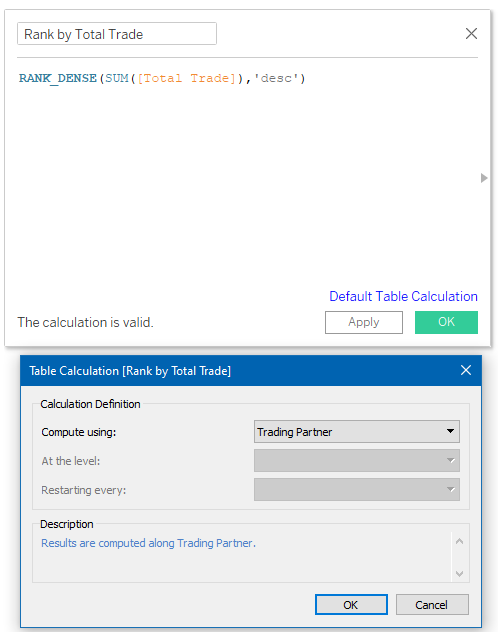 Rank by Total Trade
RANK_DENSE(SUM([Total Trade]),'desc')
Default Table Calculation
The calculation is valid.
Apply
OK
Table Calculation [Rank by Total Trade]
Calculation Definition
Compute using:
Trading Partner
At the level:
Restarting every:
Description
Results are computed along Trading Partner.
OK
Cancel